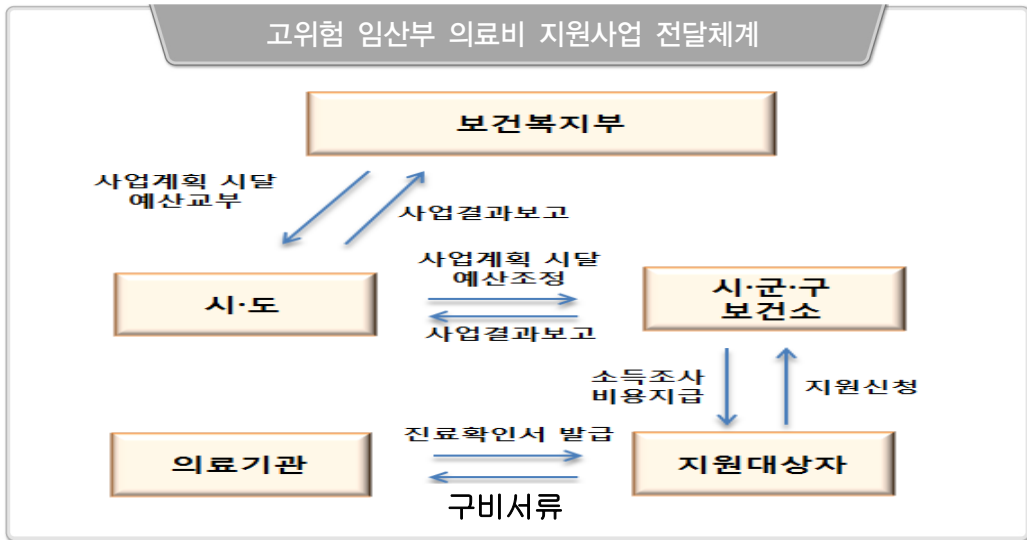 고위험 임산부 의료비 지원사업 전달체계
보건복지부
사업계획 시달
예산교부
사업결과보고
사업계획 시달
예산조정
시·도
시·군·구
보건소
사업결과보고
소득조사
비용지급
지원신청
진료확인서 발급
의료기관
지원대상자
구비서류